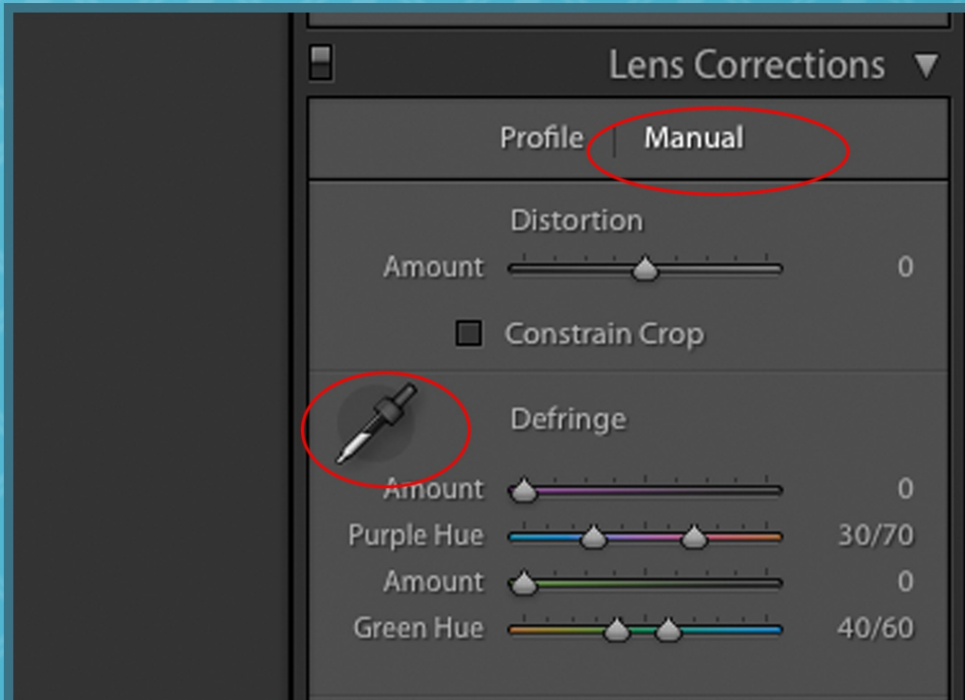 Lens Corrections
Profile | Manual
Distortion
Amount 0
Constrain Crop
Defringe
Amount 0
Purple Hue 30/70
Amount 0
Green Hue 40/60